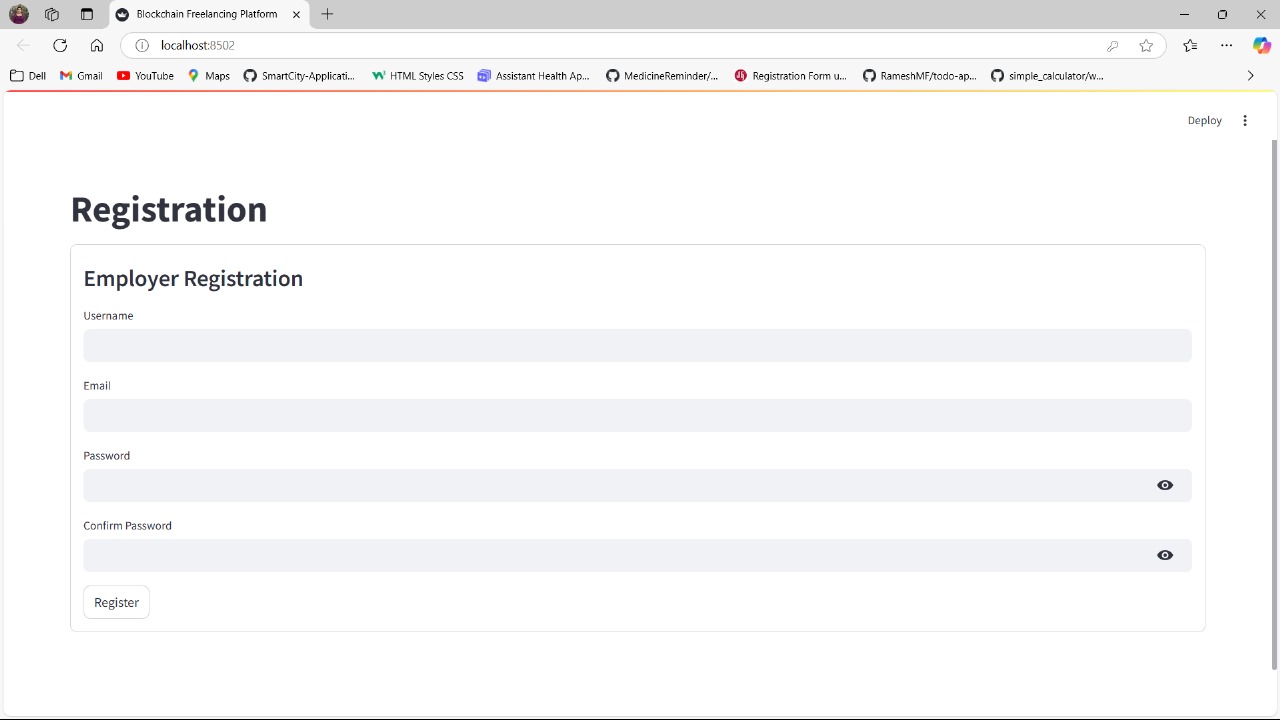 Blockchain Freelancing Platform
localhost:8502
Dell Gmail YouTube Maps SmartCity-Applicati... HTML Styles CSS Assistant Health Ap... MedicineReminder/... Registration Form u... RameshMF/todo-ap... simple_calculator/w...
Deploy
Registration
Employer Registration
Username
Email
Password
Confirm Password
Register